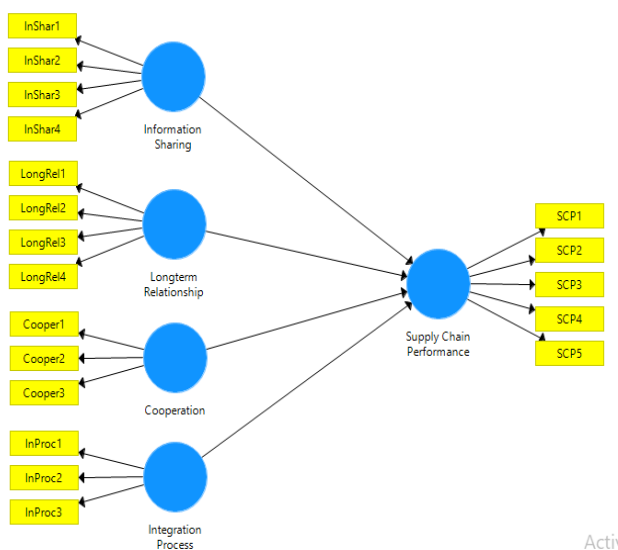 InShar1
InShar2
InShar3
InShar4
Information
Sharing
LongRel1
LongRel2
LongRel3
LongRel4
Longterm
Relationship
Cooper1
Cooper2
Cooper3
Cooperation
InProc1
InProc2
InProc3
Integration
Process
SCP1
SCP2
SCP3
SCP4
SCP5
Supply Chain
Performance
Activ